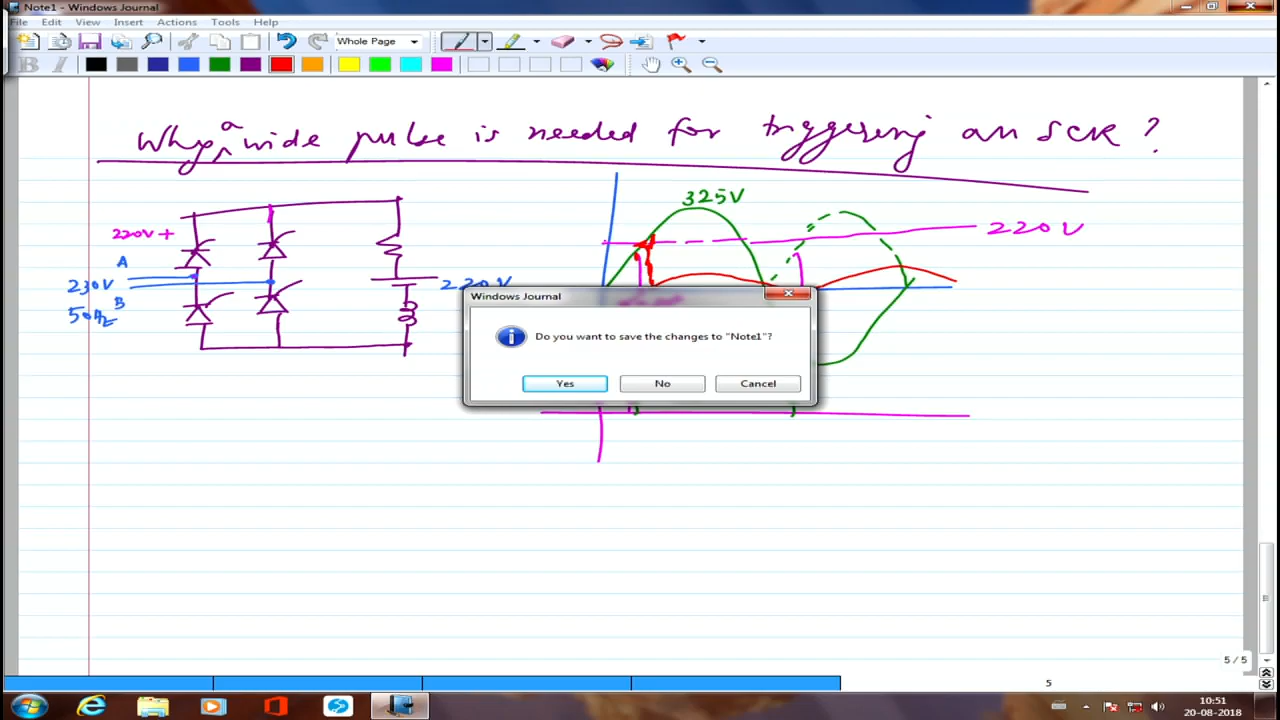 Note1 - Windows Journal
File Edit View Insert Actions Tools Help
Whole Page
B I
Why a wide pulse is needed for triggering an SCR ?
325V
220V+
220V
A
230V
220V
B
50Hz
Windows Journal
Do you want to save the changes to "Note1"?
Yes No Cancel
5 / 5
5
10:51
20-08-2018